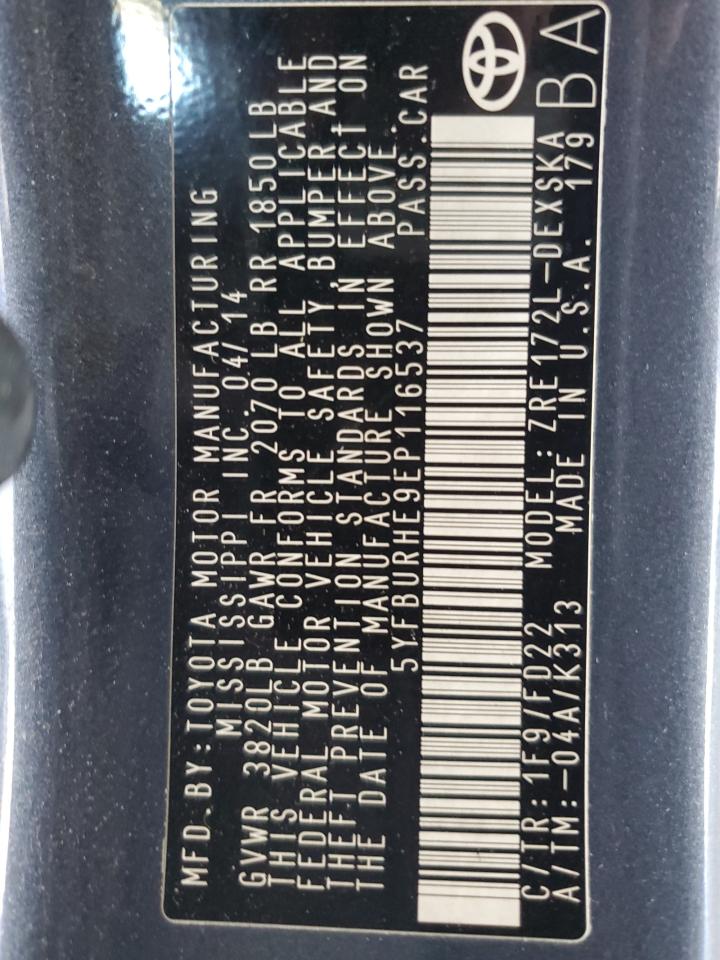 MFD.BY:TOYOTA MOTOR MANUFACTURING
MISSISSIPPI INC. 04/14
GVWR 3820LB GAWR FR 2070 LB RR 1850LB
THIS VEHICLE CONFORMS TO ALL APPLICABLE
FEDERAL MOTOR VEHICLE SAFETY, BUMPER AND
THEFT PREVENTION STANDARDS IN EFFECT ON
THE DATE OF MANUFACTURE SHOWN ABOVE.
5YFBURHE9EP116537 PASS.CAR
C/TR:1F9/FD22 MODEL: ZRE172L-DEXSKA
A/TM:-04A/K313 MADE IN U.S.A. 179
BA